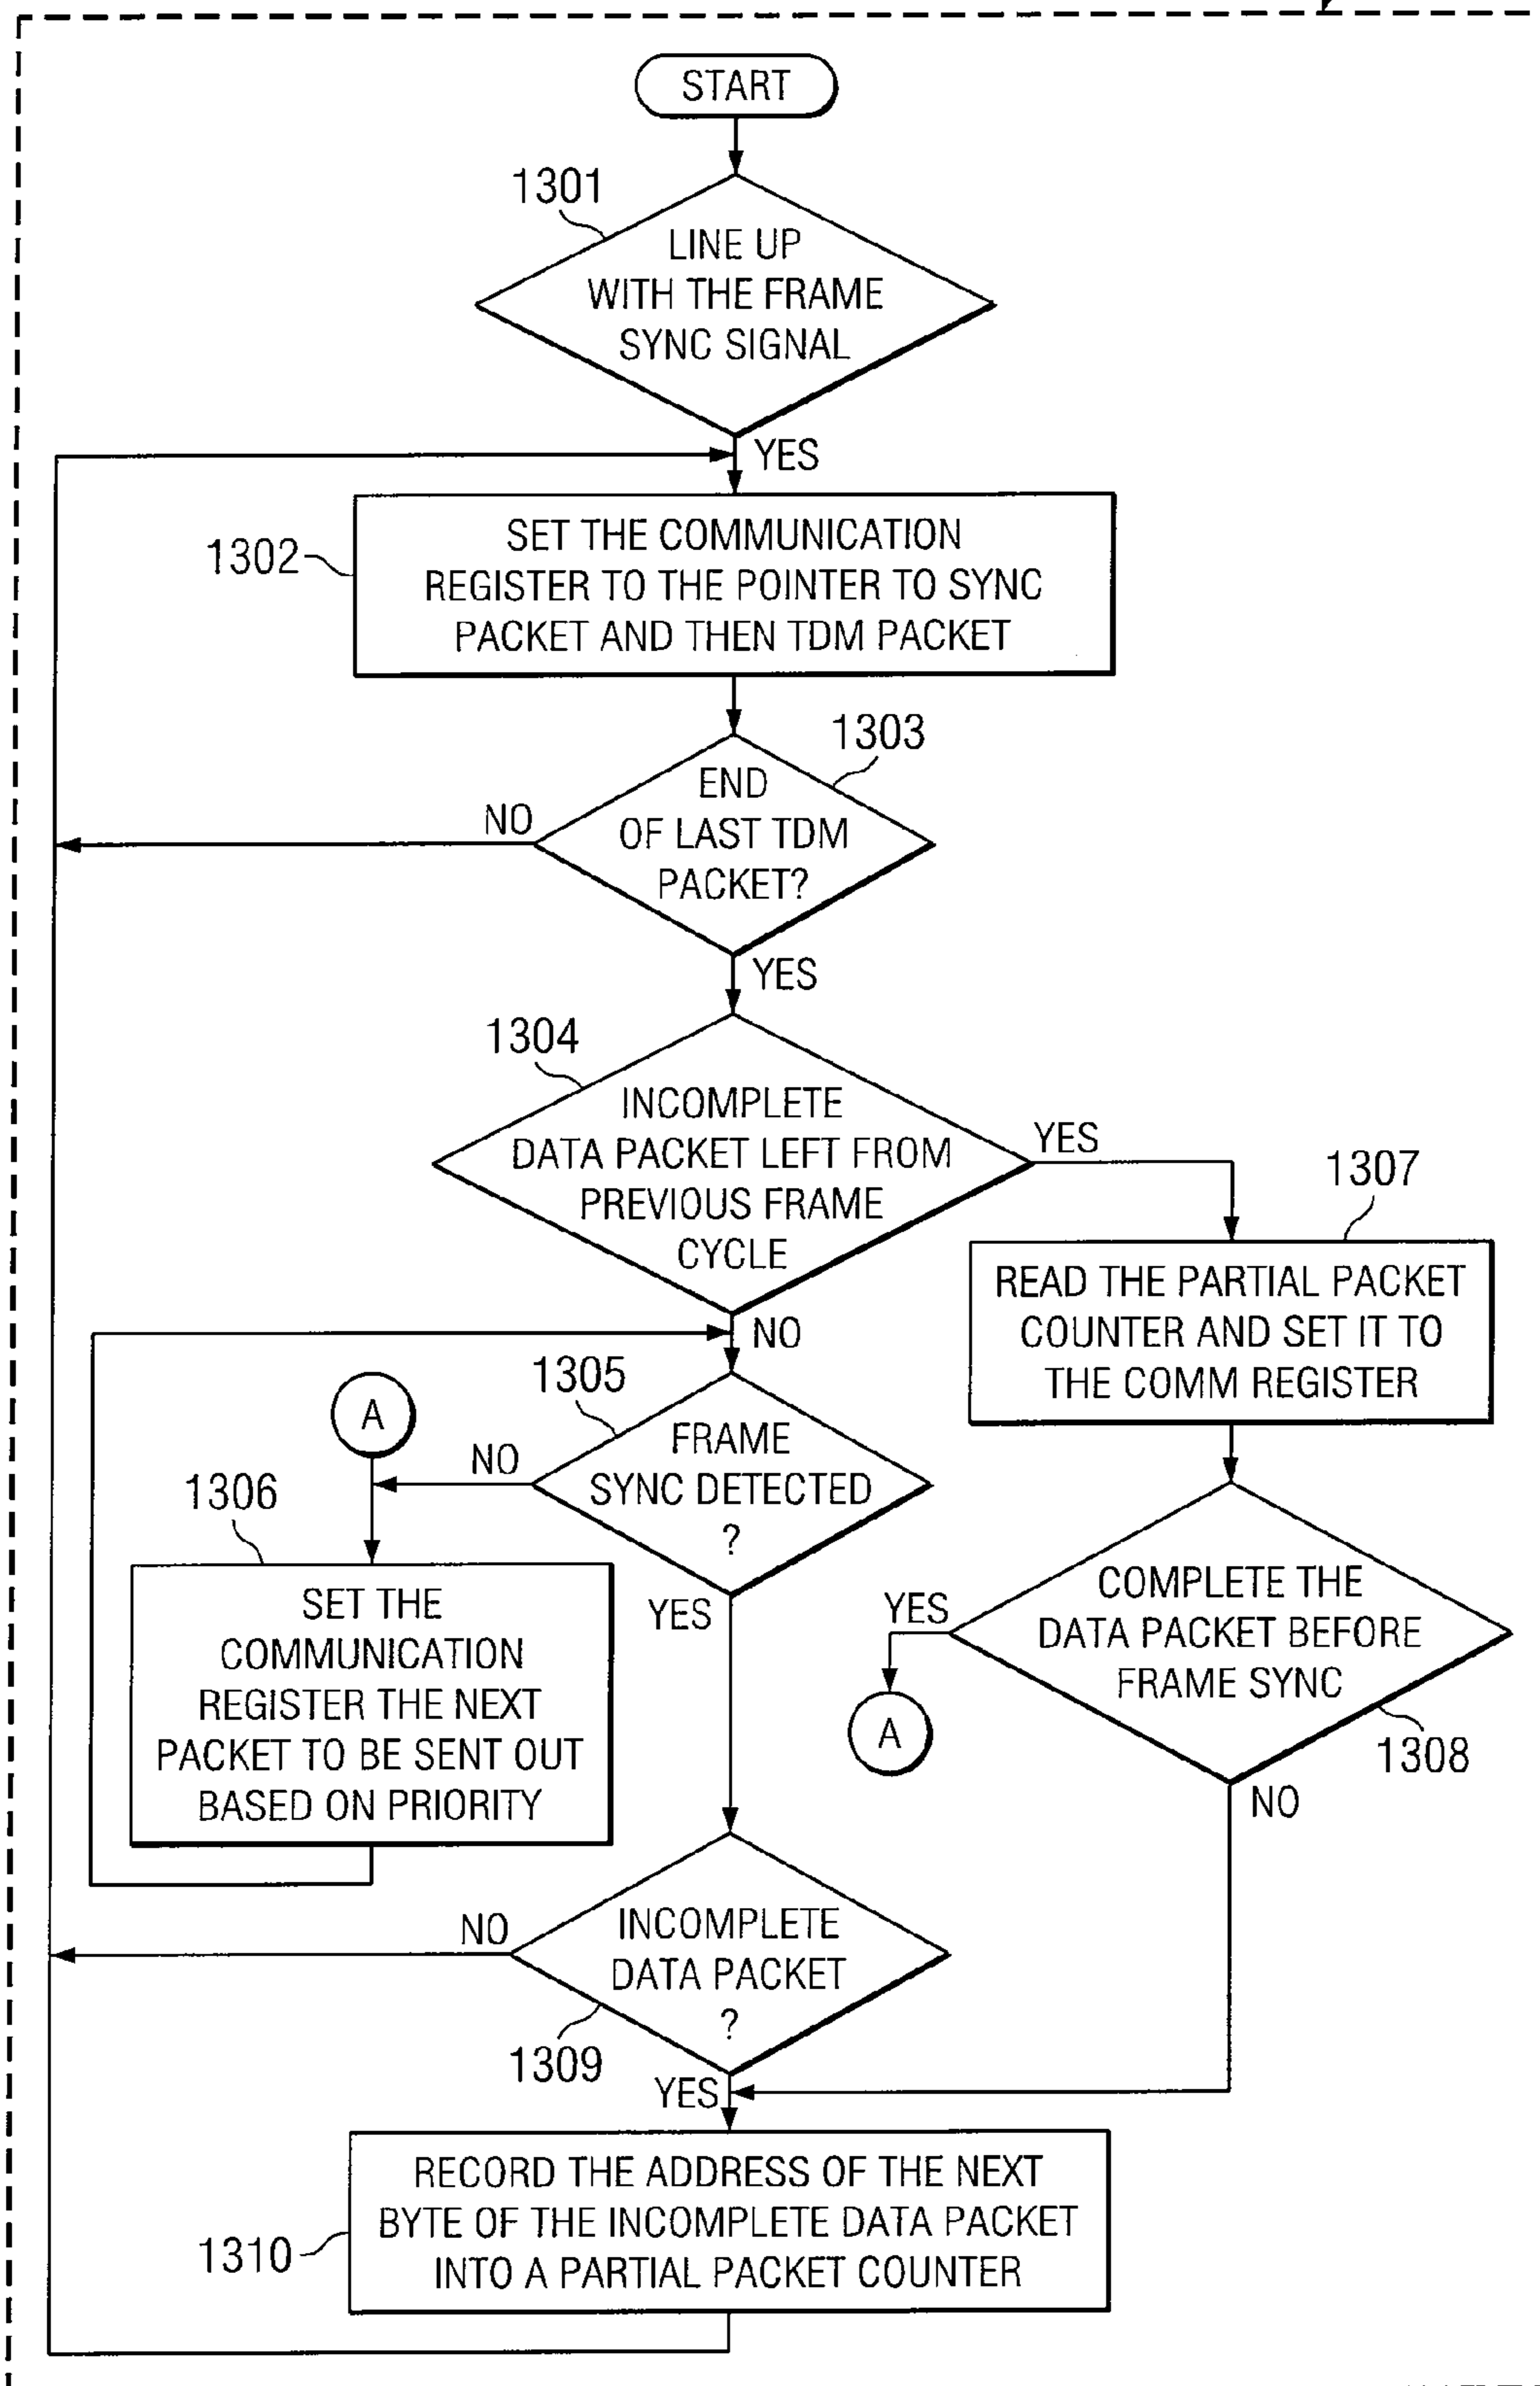 START
1301
LINE UP
WITH THE FRAME
SYNC SIGNAL
YES
1302
SET THE COMMUNICATION
REGISTER TO THE POINTER TO SYNC
PACKET AND THEN TDM PACKET
1303
END
OF LAST TDM
PACKET?
NO
YES
1304
INCOMPLETE
DATA PACKET LEFT FROM
PREVIOUS FRAME
CYCLE
YES
NO
1307
READ THE PARTIAL PACKET
COUNTER AND SET IT TO
THE COMM REGISTER
1305
FRAME
SYNC DETECTED
?
NO
YES
A
1306
SET THE
COMMUNICATION
REGISTER THE NEXT
PACKET TO BE SENT OUT
BASED ON PRIORITY
COMPLETE THE
DATA PACKET BEFORE
FRAME SYNC
1308
YES
A
NO
INCOMPLETE
DATA PACKET
?
1309
NO
YES
1310
RECORD THE ADDRESS OF THE NEXT
BYTE OF THE INCOMPLETE DATA PACKET
INTO A PARTIAL PACKET COUNTER